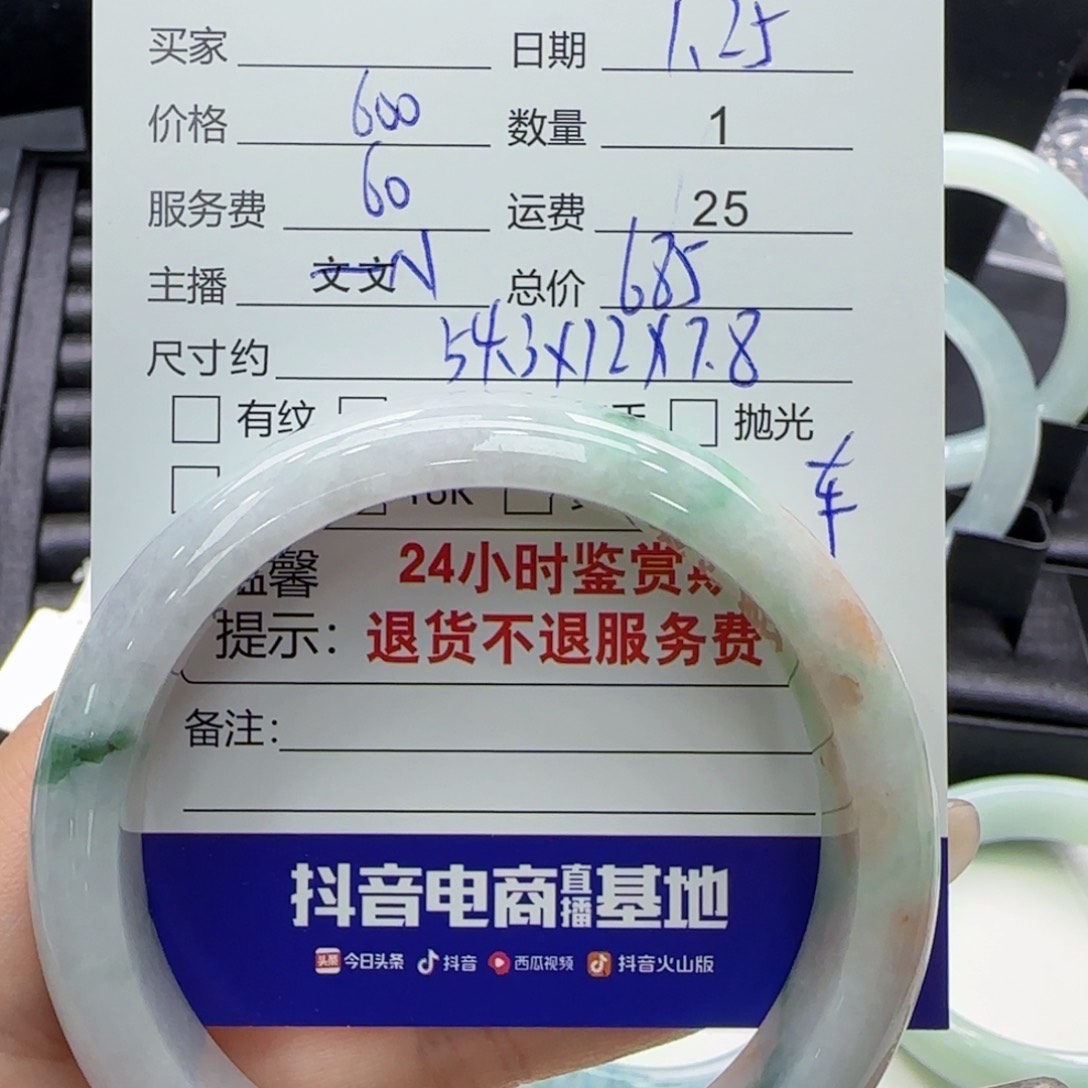 买家 日期 1.25
价格 600 数量 1
服务费 60 运费 25
主播 文文 N 总价 685
尺寸约 54.3x12x7.8
有纹 抛光
车
温馨 24小时鉴赏期
提示: 退货不退服务费
备注:
抖音电商直播基地
头条 今日头条 抖音 西瓜视频 抖音火山版